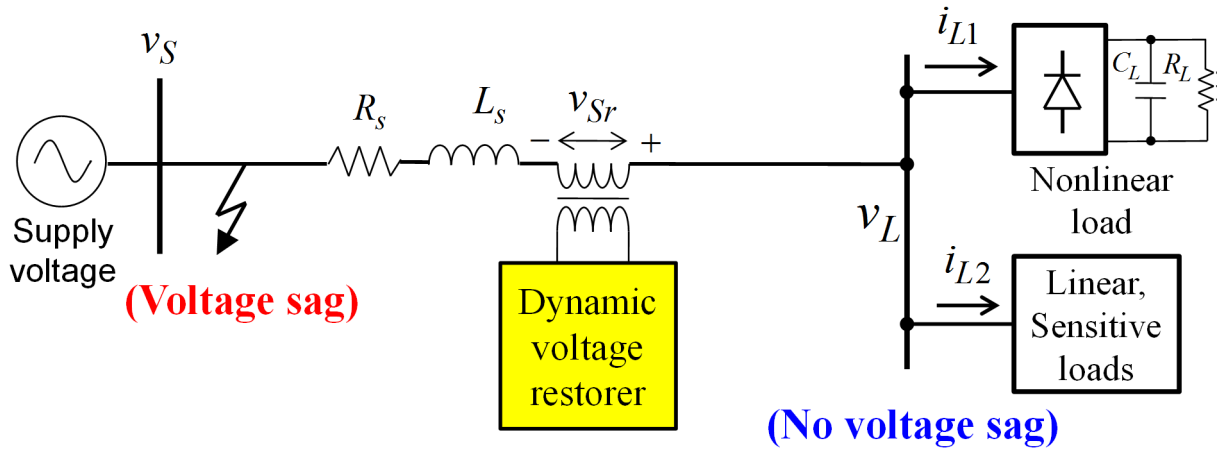 v_S
Supply
voltage
(Voltage sag)
R_s
L_s
− v_Sr +
Dynamic
voltage
restorer
v_L
i_L1
C_L R_L
Nonlinear
load
i_L2
Linear,
Sensitive
loads
(No voltage sag)